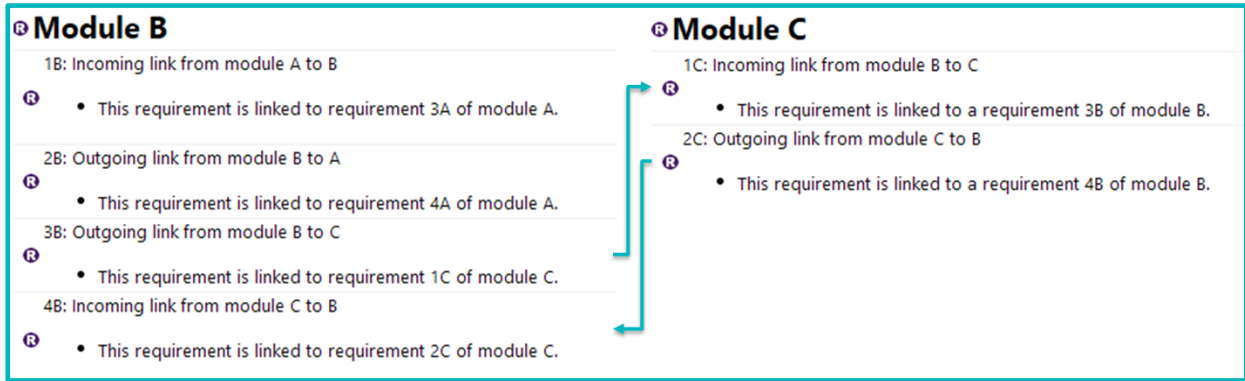 Module B
1B: Incoming link from module A to B
R
• This requirement is linked to requirement 3A of module A.
2B: Outgoing link from module B to A
R
• This requirement is linked to requirement 4A of module A.
3B: Outgoing link from module B to C
R
• This requirement is linked to requirement 1C of module C.
4B: Incoming link from module C to B
R
• This requirement is linked to requirement 2C of module C.
R Module C
1C: Incoming link from module B to C
R
• This requirement is linked to a requirement 3B of module B.
2C: Outgoing link from module C to B
R
• This requirement is linked to a requirement 4B of module B.